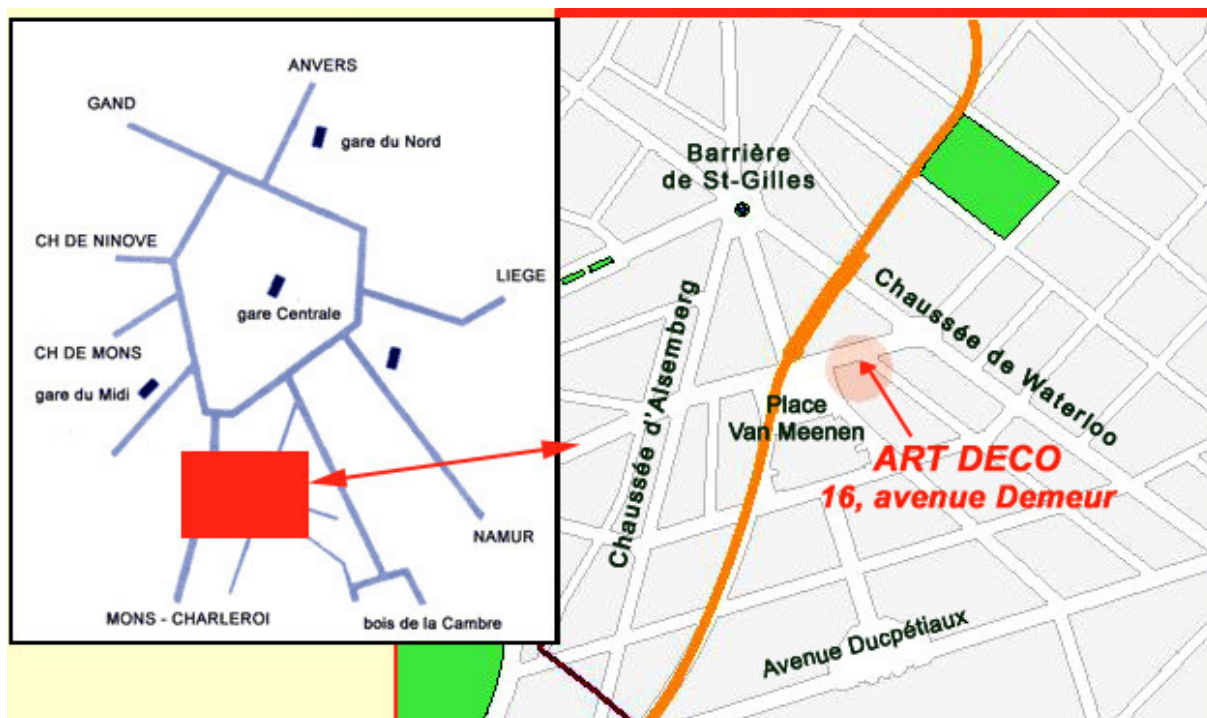 ANVERS
GAND
gare du Nord
CH DE NINOVE
LIEGE
gare Centrale
CH DE MONS
gare du Midi
NAMUR
MONS - CHARLEROI
bois de la Cambre
Barrière
de St-Gilles
Chaussée de Waterloo
Chaussée d'Alsemberg
Place
Van Meenen
ART DECO
16, avenue Demeur
Avenue Ducpétiaux